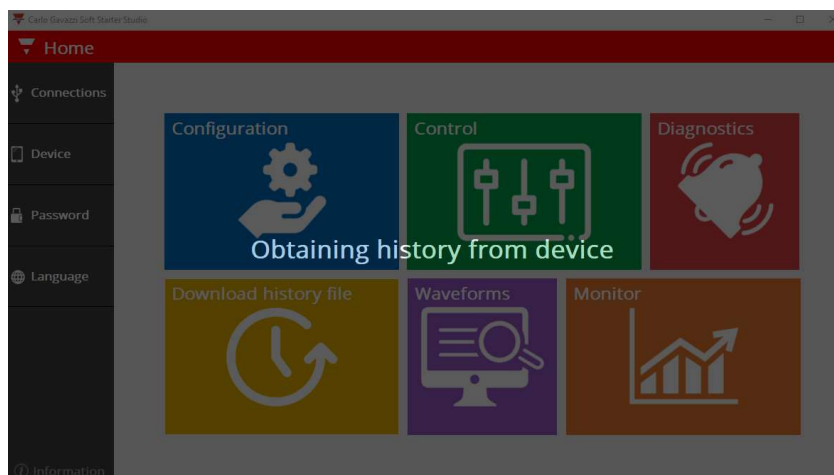 Carlo Gavazzi Soft Starter Studio
Home
Connections
Device
Password
Language
Information
Configuration
Control
Diagnostics
Obtaining history from device
Download history file
Waveforms
Monitor